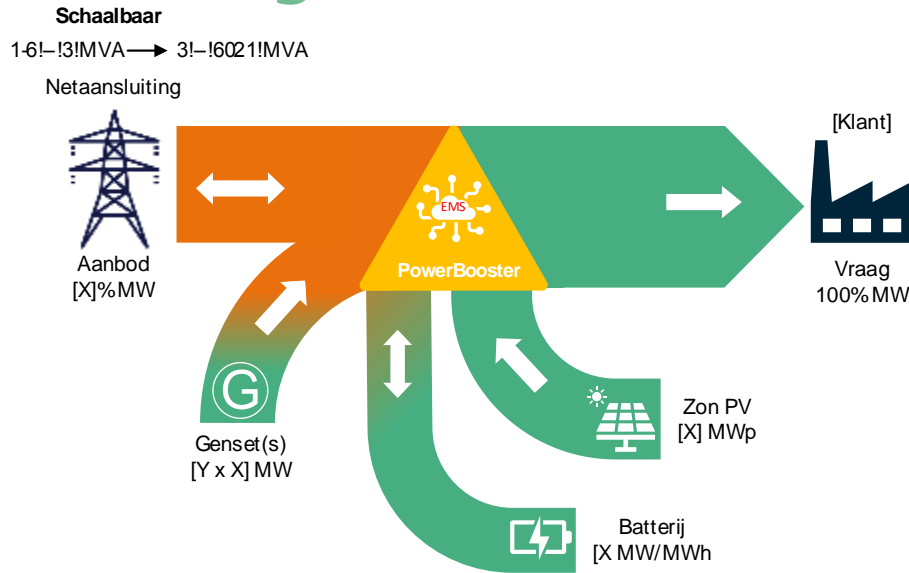 Schaalbaar
1-6!–!3!MVA → 3!–!6021!MVA
Netaansluiting
[Klant]
EMS
PowerBooster
Aanbod
[X]% MW
Vraag
100% MW
G
Genset(s)
[Y x X] MW
Zon PV
[X] MWp
Batterij
[X MW/MWh